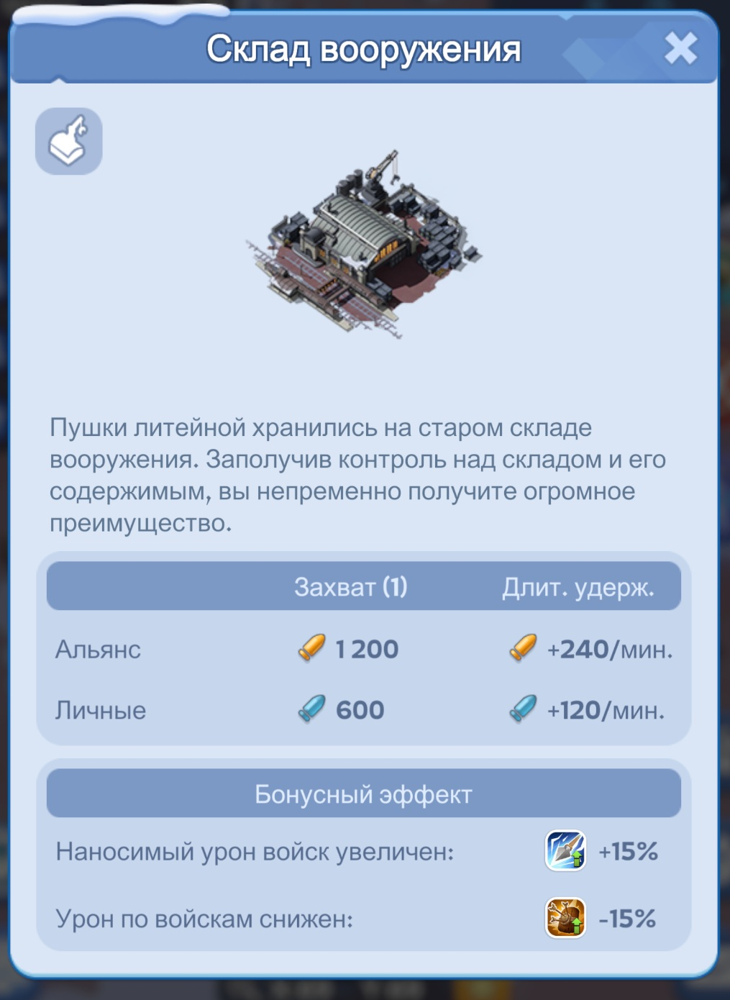 Склад вооружения
Пушки литейной хранились на старом складе
вооружения. Заполучив контроль над складом и его
содержимым, вы непременно получите огромное
преимущество.
Захват (1) Длит. удерж.
Альянс 1 200 +240/мин.
Личные 600 +120/мин.
Бонусный эффект
Наносимый урон войск увеличен: +15%
Урон по войскам снижен: -15%